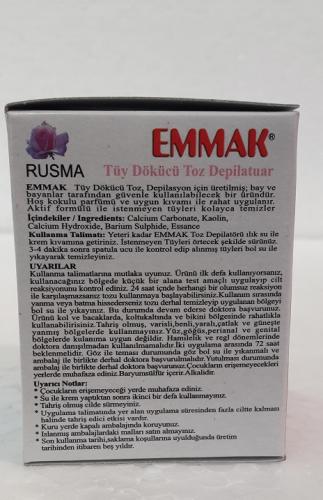 EMMAK®
RUSMA
Tüy Dökücü Toz Depilatuar
EMMAK Tüy Dökücü Toz, Depilasyon için üretilmiş; bay ve
bayanlar tarafından güvenle kullanılabilecek bir üründür.
Hoş kokulu parfümü ve uygun kıvamı ile rahat uygulanır.
Aktif formülü ile istenmeyen tüyleri kolayca temizler
İçindekiler / Ingredients: Calcium Carbonate, Kaolin,
Calcium Hydroxide, Barium Sulphide, Essance
Kullanma Talimatı: Yeteri kadar EMMAK Toz Depilatörü ılık su ile
krem kıvamına getiriniz. İstenmeyen Tüyleri örtecek şekilde sürünüz.
3-4 dakika sonra spatula ucu ile kontrol edip alınmış tüyleri bol su ile
yıkayarak temizleyiniz.
UYARILAR
Kullanma talimatlarına mutlaka uyunuz. Ürünü ilk defa kullanıyorsanız,
kullanacağınız bölgede küçük bir alana test amaçlı uygulayıp cilt
reaksiyonunu kontrol ediniz. 24 saat içinde herhangi bir olumsuz reaksiyon
ile karşılaşmazsanız tozu kullanmaya başlayabilirsiniz. Kullanım sırasında
yanma veya batma hissederseniz tozu derhal temizleyip uygulanan bölgeyi
bol su ile yıkayınız. Bu durumda devam ederse doktora başvurunuz.
Ürünü kol ve bacaklarda, koltukaltında ve bikini bölgesinde rahatlıkla
kullanabilirsiniz. Tahriş olmuş, varisli, benli, yaralı, çatlak ve güneşte
yanmış bölgelerde kullanmayınız. Yüz, göğüs, perianal ve genital
bölgelerde kulanıma uygun değildir. Hamilelik ve regl dönemlerinde
doktora danışılmadan kullanılmamalıdır. İki uygulama arasında 72 saat
beklenmelidir. Göz ile teması durumunda göz bol su ile yıkanmalı ve
ambalaj ile birlikte derhal doktora başvurulmalıdır. Yutulması durumunda
ambalaj ile birlikte derhal doktora başvurunuz. Çocukların erişemeyecekleri
yerlerde muhafaza ediniz. Baryumsülfür içerir. Alkalidir.
Uyarıcı Notlar:
* Çocukların erişemeyeceği yerde muhafaza ediniz.
* Su ile krem yaptıktan sonra ikinci bir defa kullanmayınız.
* Tahriş olmuş cilde sürmeyiniz.
* Uygulama talimatında yer alan uygulama süresinden fazla ciltte kalması
halinde tahriş edici etkisi vardır.
* Kuru yerde kapalı ambalajında koruyunuz.
* Islanmış ambalajlardaki malları satın almayınız.
* Son kullanma tarihi, saklama koşullarına uyulduğunda üretim
tarihinden itibaren beş yıldır.